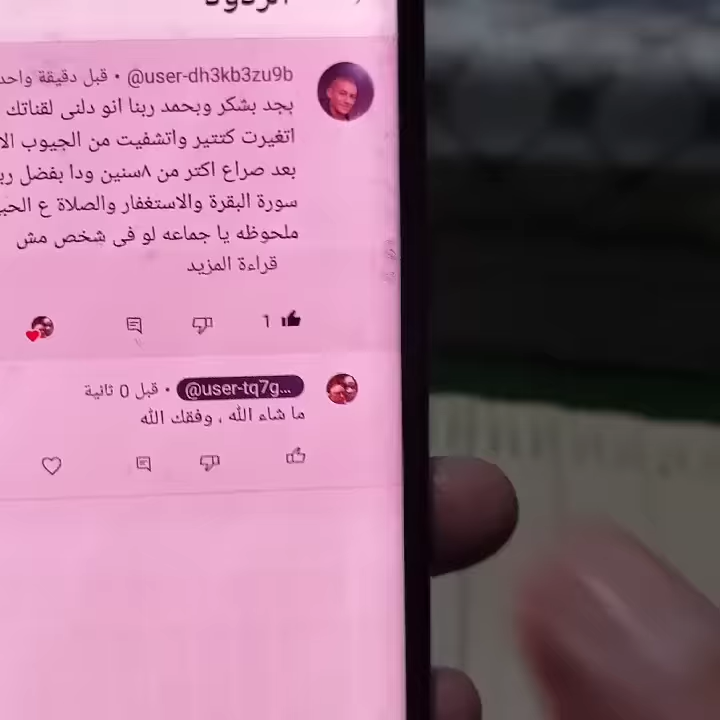 الردود
@user-dh3kb3zu9b • قبل دقيقة واحد
بجد بشكر وبحمد ربنا انو دلنى لقناتك
اتغيرت كتتير واتشفيت من الجيوب الا
بعد صراع اكتر من ٨سنين ودا بفضل رب
سورة البقرة والاستغفار والصلاة ع الحبي
ملحوظه يا جماعه لو فى شخص مش
قراءة المزيد
1
@user-tq7g... • قبل 0 ثانية
ما شاء الله ، وفقك الله